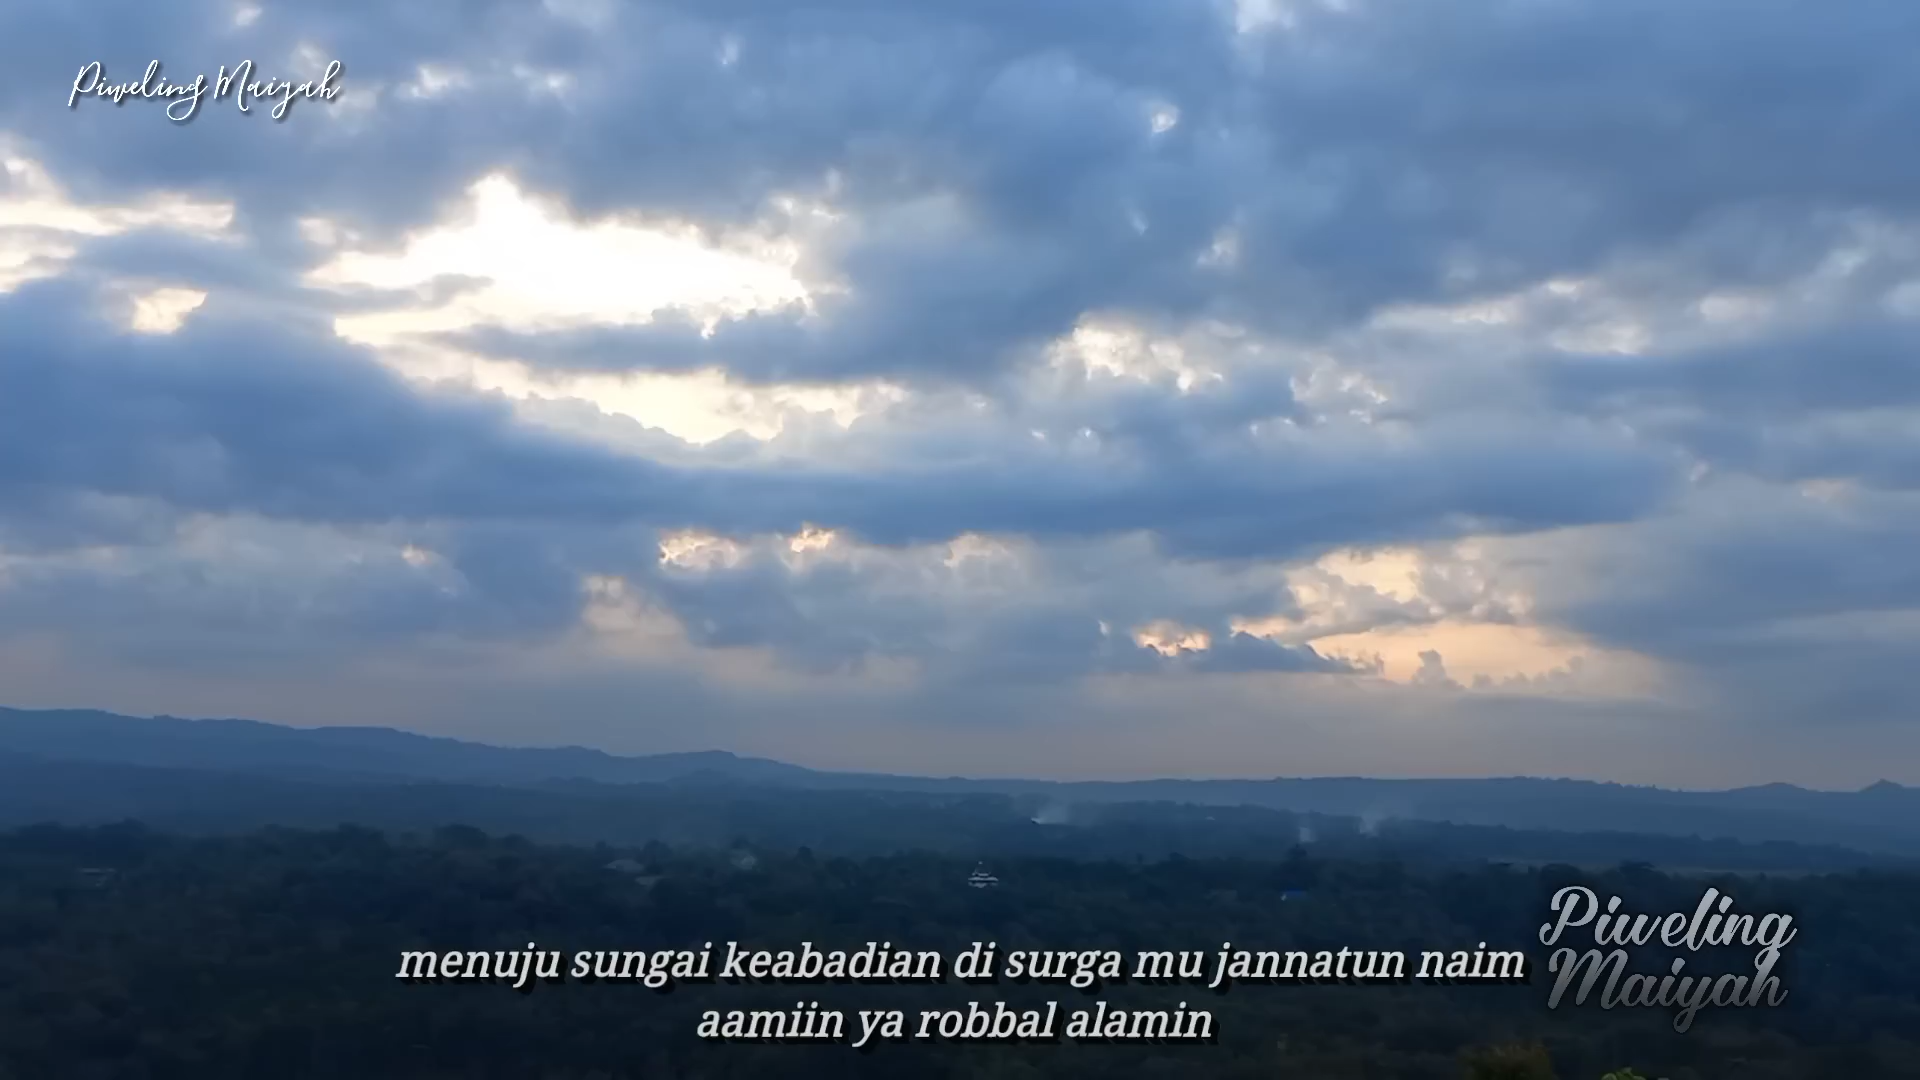 Piweling Maiyah
menuju sungai keabadian di surga mu jannatun naim
aamiin ya robbal alamin
Piweling
Maiyah